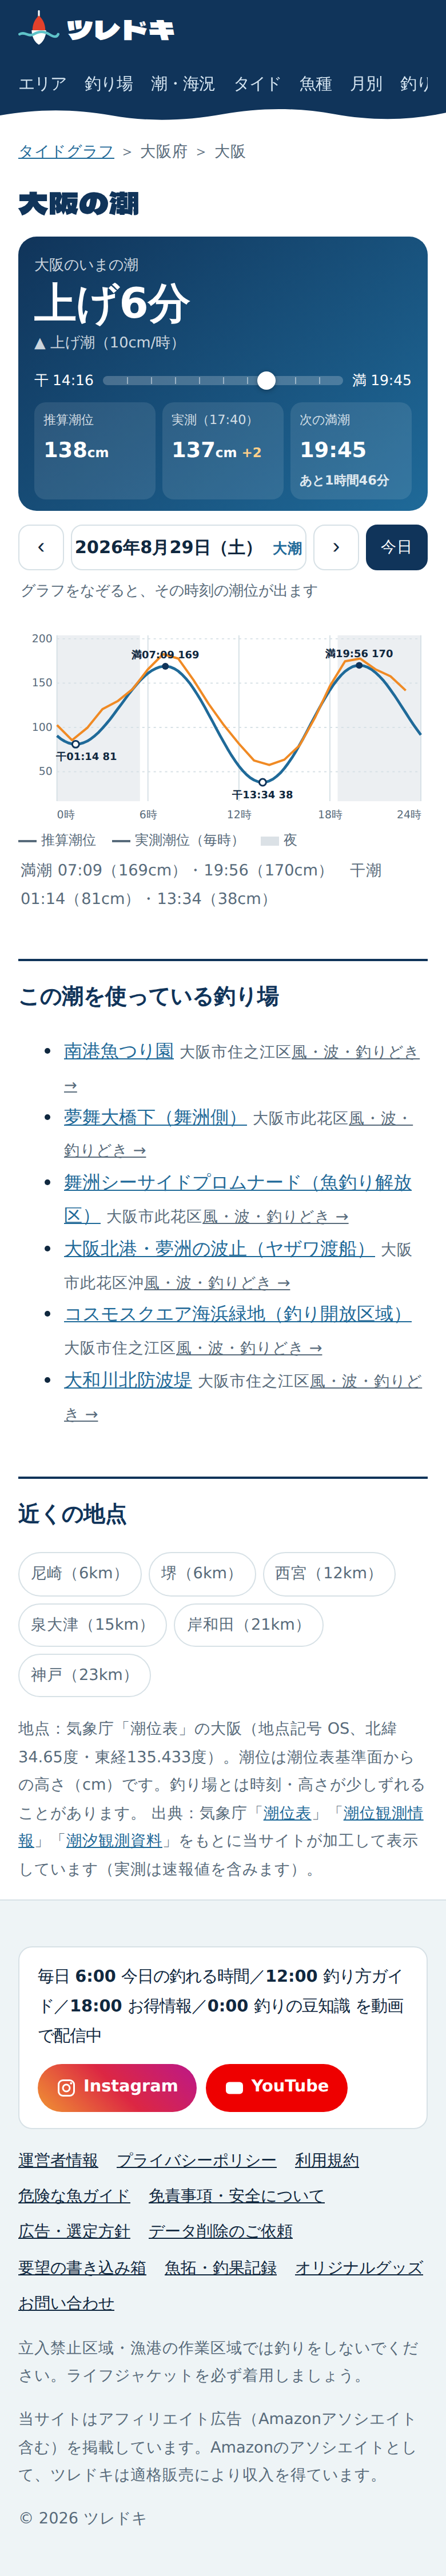 ツレドキ
エリア 釣り場 潮・海況 タイド 魚種 月別 釣り
タイドグラフ > 大阪府 > 大阪
大阪の潮
大阪のいまの潮
上げ6分
▲ 上げ潮（10cm/時）
干 14:16 満 19:45
推算潮位 実測（17:40） 次の満潮
138cm 137cm +2 19:45
あと1時間46分
‹ 2026年8月29日（土） 大潮 › 今日
グラフをなぞると、その時刻の潮位が出ます
200
満07:09 169 満19:56 170
150
100
干01:14 81
50
干13:34 38
0時 6時 12時 18時 24時
推算潮位 実測潮位（毎時） 夜
満潮 07:09（169cm）・19:56（170cm） 干潮
01:14（81cm）・13:34（38cm）
この潮を使っている釣り場
• 南港魚つり園 大阪市住之江区風・波・釣りどき
→
• 夢舞大橋下（舞洲側） 大阪市此花区風・波・
釣りどき →
• 舞洲シーサイドプロムナード（魚釣り解放
区） 大阪市此花区風・波・釣りどき →
• 大阪北港・夢洲の波止（ヤザワ渡船） 大阪
市此花区沖風・波・釣りどき →
• コスモスクエア海浜緑地（釣り開放区域）
大阪市住之江区風・波・釣りどき →
• 大和川北防波堤 大阪市住之江区風・波・釣りど
き →
近くの地点
尼崎（6km） 堺（6km） 西宮（12km）
泉大津（15km） 岸和田（21km）
神戸（23km）
地点：気象庁「潮位表」の大阪（地点記号 OS、北緯
34.65度・東経135.433度）。潮位は潮位表基準面から
の高さ（cm）です。釣り場とは時刻・高さが少しずれる
ことがあります。 出典：気象庁「潮位表」「潮位観測情
報」「潮汐観測資料」をもとに当サイトが加工して表示
しています（実測は速報値を含みます）。
毎日 6:00 今日の釣れる時間／12:00 釣り方ガイ
ド／18:00 お得情報／0:00 釣りの豆知識 を動画
で配信中
Instagram YouTube
運営者情報 プライバシーポリシー 利用規約
危険な魚ガイド 免責事項・安全について
広告・選定方針 データ削除のご依頼
要望の書き込み箱 魚拓・釣果記録 オリジナルグッズ
お問い合わせ
立入禁止区域・漁港の作業区域では釣りをしないでくだ
さい。ライフジャケットを必ず着用しましょう。
当サイトはアフィリエイト広告（Amazonアソシエイト
含む）を掲載しています。Amazonのアソシエイトとし
て、ツレドキは適格販売により収入を得ています。
© 2026 ツレドキ